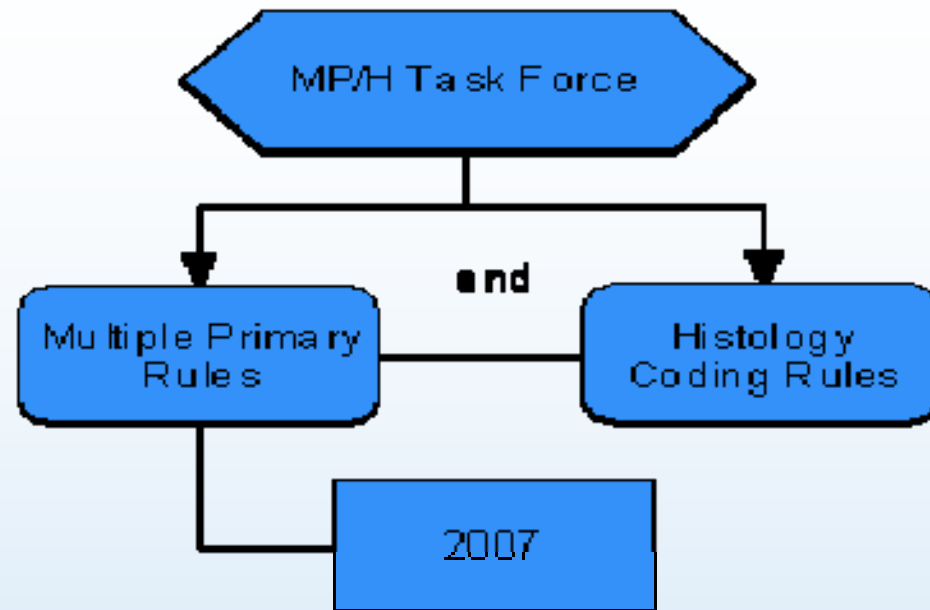 MP/H Task Force
and
Multiple Primary
Rules
Histology
Coding Rules
2007